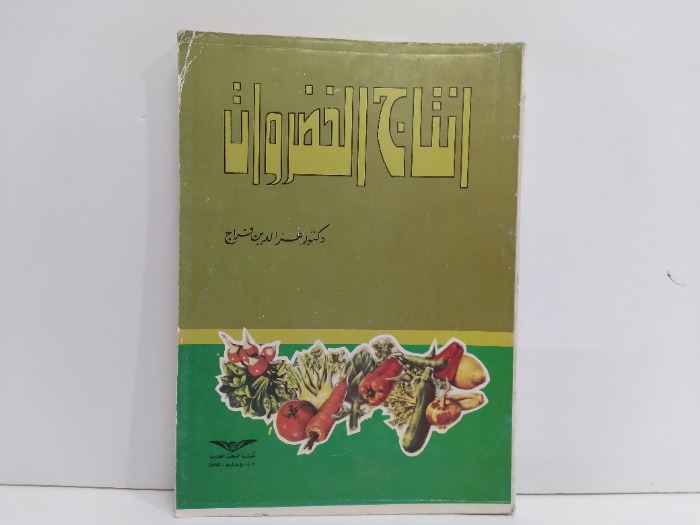 انتاج الخضروات
دكتور عز الدين فراج